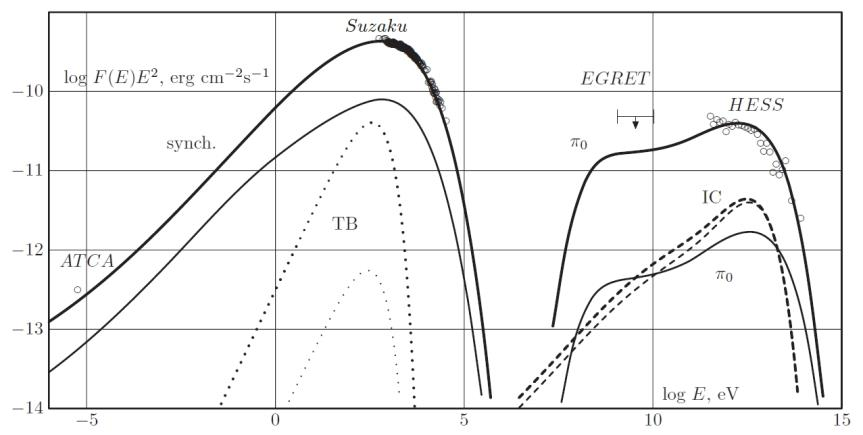 Suzaku
log F(E)E², erg cm⁻²s⁻¹
−10
EGRET
HESS
synch.
π₀
−11
IC
TB
−12
ATCA
π₀
−13
log E, eV
−14
−5 0 5 10 15